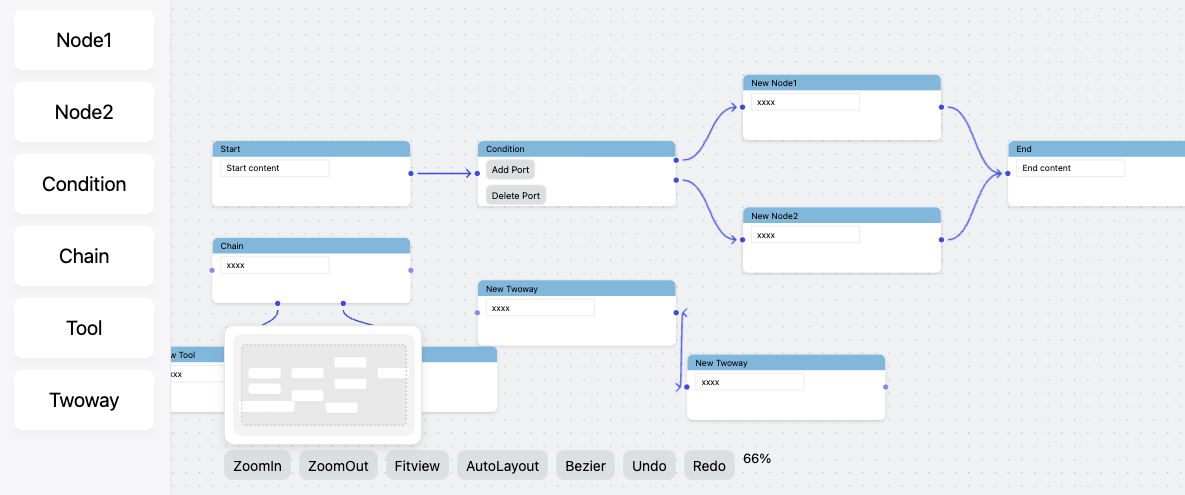 Node1
Node2
Condition
Chain
Tool
Twoway
New Node1
xxxx
Start
Start content
Condition
Add Port
Delete Port
End
End content
New Node2
xxxx
Chain
xxxx
New Twoway
xxxx
w Tool
xxx
New Twoway
xxxx
ZoomIn
ZoomOut
Fitview
AutoLayout
Bezier
Undo
Redo
66%